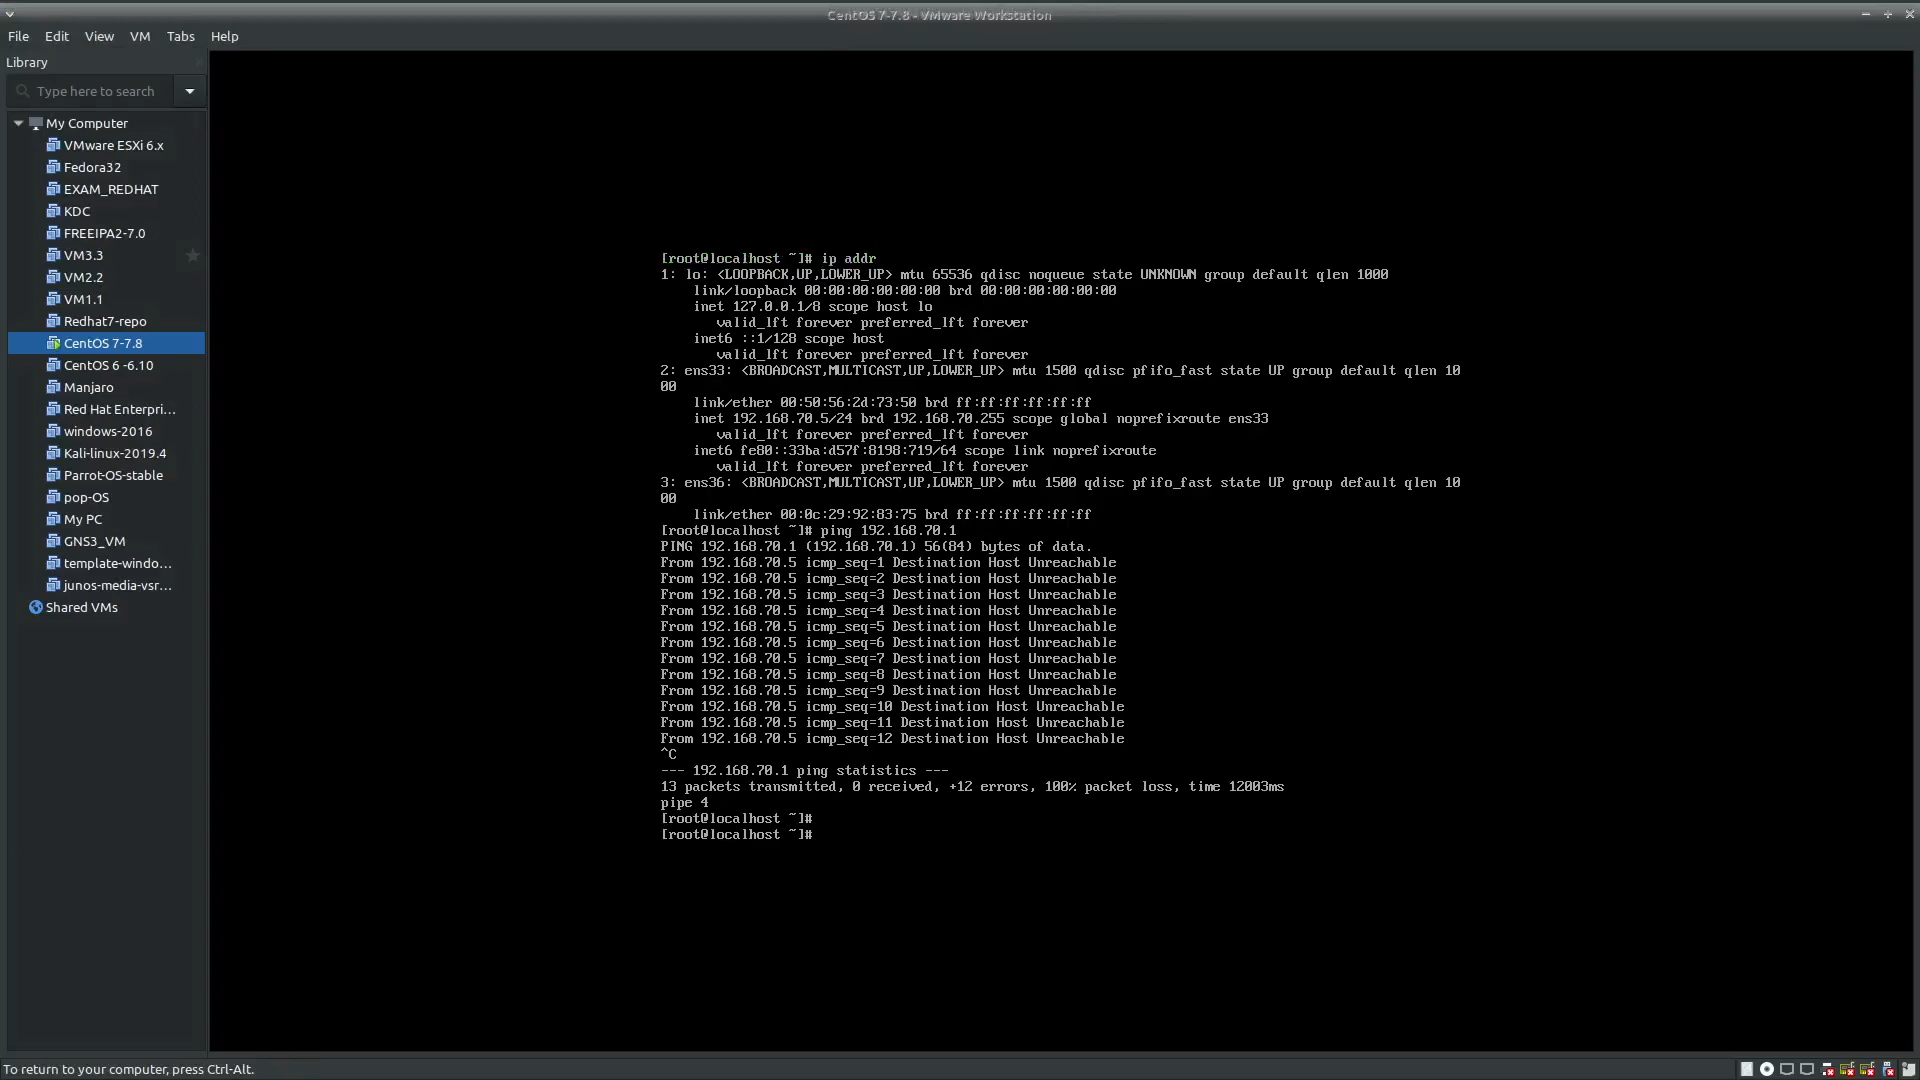 CentOS 7-7.8 - VMware Workstation
File Edit View VM Tabs Help
Library
Type here to search
My Computer
VMware ESXi 6.x
Fedora32
EXAM_REDHAT
KDC
FREEIPA2-7.0
VM3.3
VM2.2
VM1.1
Redhat7-repo
CentOS 7-7.8
CentOS 6 -6.10
Manjaro
Red Hat Enterpri...
windows-2016
Kali-linux-2019.4
Parrot-OS-stable
pop-OS
My PC
GNS3_VM
template-windo...
junos-media-vsr...
Shared VMs
[root@localhost ~]# ip addr
1: lo: <LOOPBACK,UP,LOWER_UP> mtu 65536 qdisc noqueue state UNKNOWN group default qlen 1000
link/loopback 00:00:00:00:00:00 brd 00:00:00:00:00:00
inet 127.0.0.1/8 scope host lo
valid_lft forever preferred_lft forever
inet6 ::1/128 scope host
valid_lft forever preferred_lft forever
2: ens33: <BROADCAST,MULTICAST,UP,LOWER_UP> mtu 1500 qdisc pfifo_fast state UP group default qlen 10
00
link/ether 00:50:56:2d:73:50 brd ff:ff:ff:ff:ff:ff
inet 192.168.70.5/24 brd 192.168.70.255 scope global noprefixroute ens33
valid_lft forever preferred_lft forever
inet6 fe80::33ba:d57f:8198:719/64 scope link noprefixroute
valid_lft forever preferred_lft forever
3: ens36: <BROADCAST,MULTICAST,UP,LOWER_UP> mtu 1500 qdisc pfifo_fast state UP group default qlen 10
00
link/ether 00:0c:29:92:83:75 brd ff:ff:ff:ff:ff:ff
[root@localhost ~]# ping 192.168.70.1
PING 192.168.70.1 (192.168.70.1) 56(84) bytes of data.
From 192.168.70.5 icmp_seq=1 Destination Host Unreachable
From 192.168.70.5 icmp_seq=2 Destination Host Unreachable
From 192.168.70.5 icmp_seq=3 Destination Host Unreachable
From 192.168.70.5 icmp_seq=4 Destination Host Unreachable
From 192.168.70.5 icmp_seq=5 Destination Host Unreachable
From 192.168.70.5 icmp_seq=6 Destination Host Unreachable
From 192.168.70.5 icmp_seq=7 Destination Host Unreachable
From 192.168.70.5 icmp_seq=8 Destination Host Unreachable
From 192.168.70.5 icmp_seq=9 Destination Host Unreachable
From 192.168.70.5 icmp_seq=10 Destination Host Unreachable
From 192.168.70.5 icmp_seq=11 Destination Host Unreachable
From 192.168.70.5 icmp_seq=12 Destination Host Unreachable
^C
--- 192.168.70.1 ping statistics ---
13 packets transmitted, 0 received, +12 errors, 100% packet loss, time 12003ms
pipe 4
[root@localhost ~]#
[root@localhost ~]#
To return to your computer, press Ctrl-Alt.